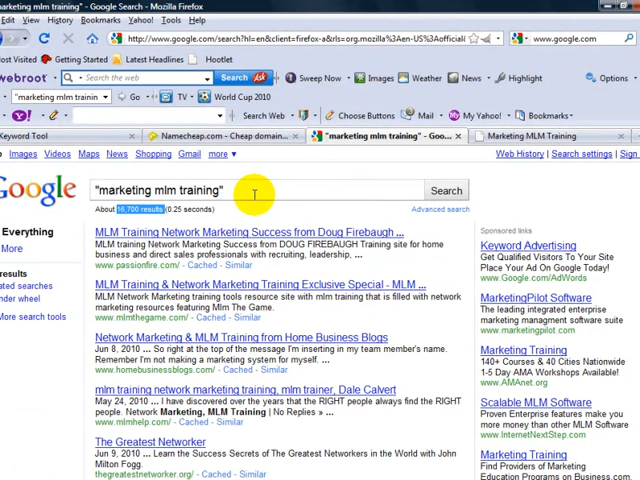 "marketing mlm training" - Google Search - Mozilla Firefox
Edit View History Bookmarks Yahoo! Tools Help
http://www.google.com/search?hl=en&client=firefox-a&rls=org.mozilla%3Aen-US%3Aofficial
www.google.com
Most Visited Getting Started Latest Headlines Hootlet
webroot Search the web Search Ask Sweep Now Images Weather News Highlight Options
"marketing mlm trainin Go TV World Cup 2010
Y! Search Web Choose Buttons Mail My Yahoo! Bookmarks
Keyword Tool Namecheap.com - Cheap domain... "marketing mlm training" - Goo... Marketing MLM Training
Images Videos Maps News Shopping Gmail more Web History | Search settings | Sign
Google "marketing mlm training" Search
About 16,700 results (0.25 seconds) Advanced search
Everything
More
results
ated searches
nder wheel
More search tools
MLM Training Network Marketing Success from Doug Firebaugh ...
MLM training Network Marketing Success from DOUG FIREBAUGH Training site for home
business and direct sales professionals with recruiting, leadership, ...
www.passionfire.com/ - Cached - Similar
MLM Training & Network Marketing Training Exclusive Special - MLM ...
MLM Network Marketing training tools resource site with mlm training that is filled with network
marketing resources featuring Mlm The Game.
www.mlmthegame.com/ - Cached - Similar
Network Marketing & MLM Training from Home Business Blogs
Jun 8, 2010 ... So right at the top of the message I'm inserting in my team member's name.
Remember I'm not making a marketing system for myself. ...
www.homebusinessblogs.com/ - Cached - Similar
mlm training network marketing training, mlm trainer, Dale Calvert
May 24, 2010 ... I have discovered over the years that the RIGHT people always find the RIGHT
people. Network Marketing, MLM Training | No Replies » ...
www.mlmhelp.com/ - Cached - Similar
The Greatest Networker
Jun 9, 2010 ... Learn the Success Secrets of The Greatest Networkers in the World with John
Milton Fogg.
thegreatestnetworker.org/ - Cached - Similar
Sponsored links
Keyword Advertising
Get Qualified Visitors To Your Site
Place Your Ad On Google Today!
www.Google.com/AdWords
MarketingPilot Software
The leading integrated enterprise
marketing managment software suite
www.marketingpilot.com
Marketing Training
140+ Courses & 40 Cities Nationwide
1-5 Day AMA Workshops & Seminars
www.AMAnet.org
Scalable MLM Software
Proven Enterprise features make you
more money than other MLM Software
www.InternetNextStep.com
Marketing Training
Find Providers of Marketing
Education Programs on Business.com.